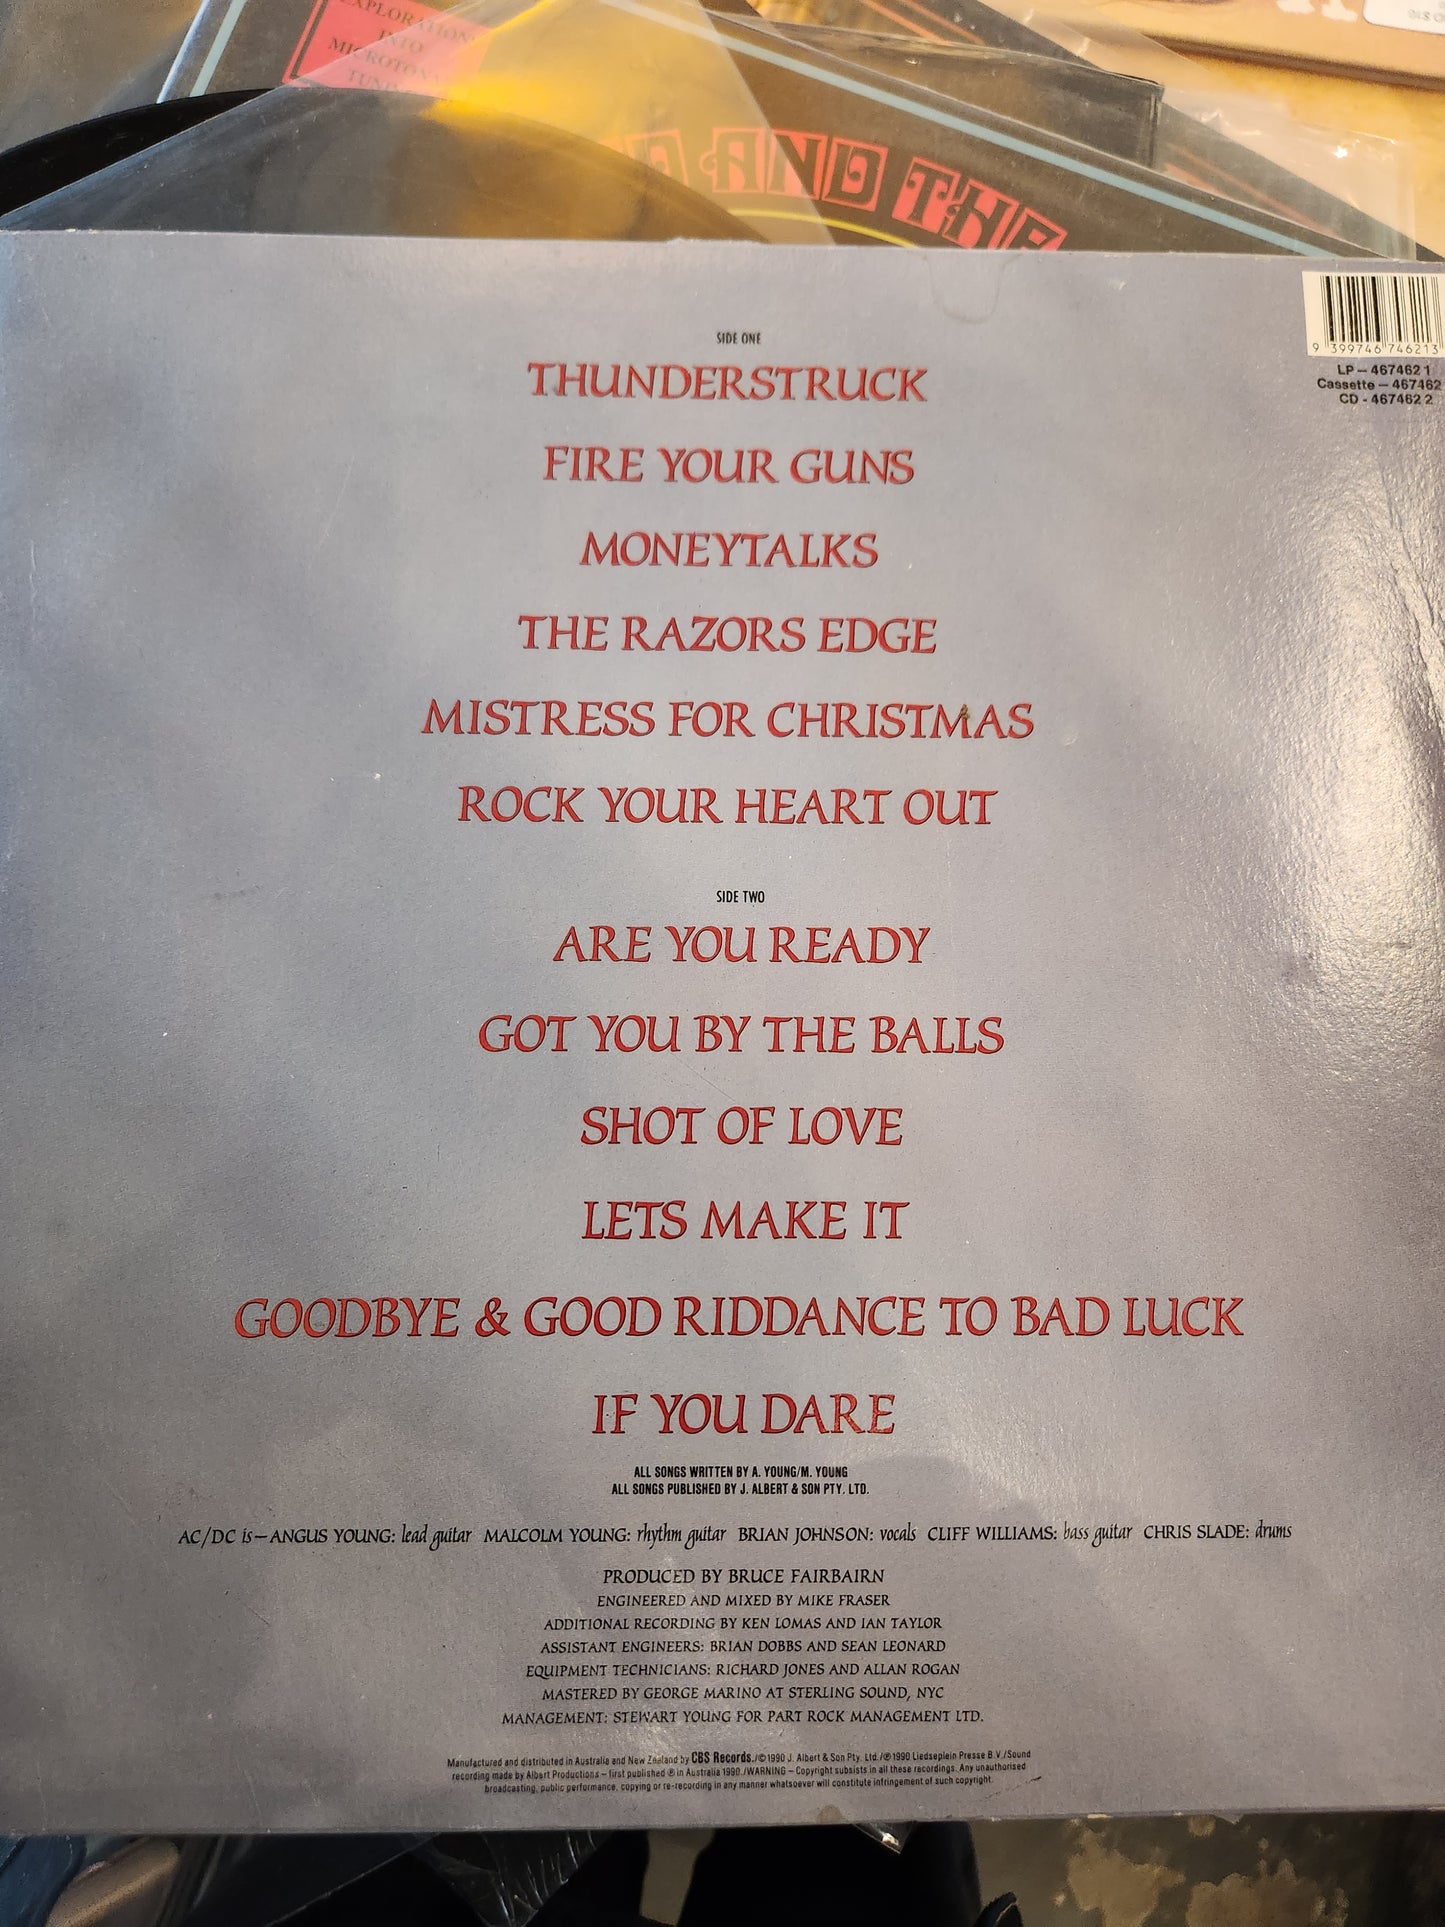 EXPLORATIONS
INTO
MICROTONAL
AND THE
9 399746 746213
LP – 467462 1
Cassette – 467462
CD - 467462 2
SIDE ONE
THUNDERSTRUCK
FIRE YOUR GUNS
MONEYTALKS
THE RAZORS EDGE
MISTRESS FOR CHRISTMAS
ROCK YOUR HEART OUT
SIDE TWO
ARE YOU READY
GOT YOU BY THE BALLS
SHOT OF LOVE
LETS MAKE IT
GOODBYE & GOOD RIDDANCE TO BAD LUCK
IF YOU DARE
ALL SONGS WRITTEN BY A. YOUNG/M. YOUNG
ALL SONGS PUBLISHED BY J. ALBERT & SON PTY. LTD.
AC/DC is — ANGUS YOUNG: lead guitar MALCOLM YOUNG: rhythm guitar BRIAN JOHNSON: vocals CLIFF WILLIAMS: bass guitar CHRIS SLADE: drums
PRODUCED BY BRUCE FAIRBAIRN
ENGINEERED AND MIXED BY MIKE FRASER
ADDITIONAL RECORDING BY KEN LOMAS AND IAN TAYLOR
ASSISTANT ENGINEERS: BRIAN DOBBS AND SEAN LEONARD
EQUIPMENT TECHNICIANS: RICHARD JONES AND ALLAN ROGAN
MASTERED BY GEORGE MARINO AT STERLING SOUND, NYC
MANAGEMENT: STEWART YOUNG FOR PART ROCK MANAGEMENT LTD.
Manufactured and distributed in Australia and New Zealand by CBS Records./© 1990 J. Albert & Son Pty. Ltd./℗ 1990 Liedseplein Presse B.V./Sound
recording made by Albert Productions – first published ℗ in Australia 1990./WARNING – Copyright subsists in all these recordings. Any unauthorised
broadcasting, public performance, copying or re-recording in any manner whatsoever will constitute infringement of such copyright.